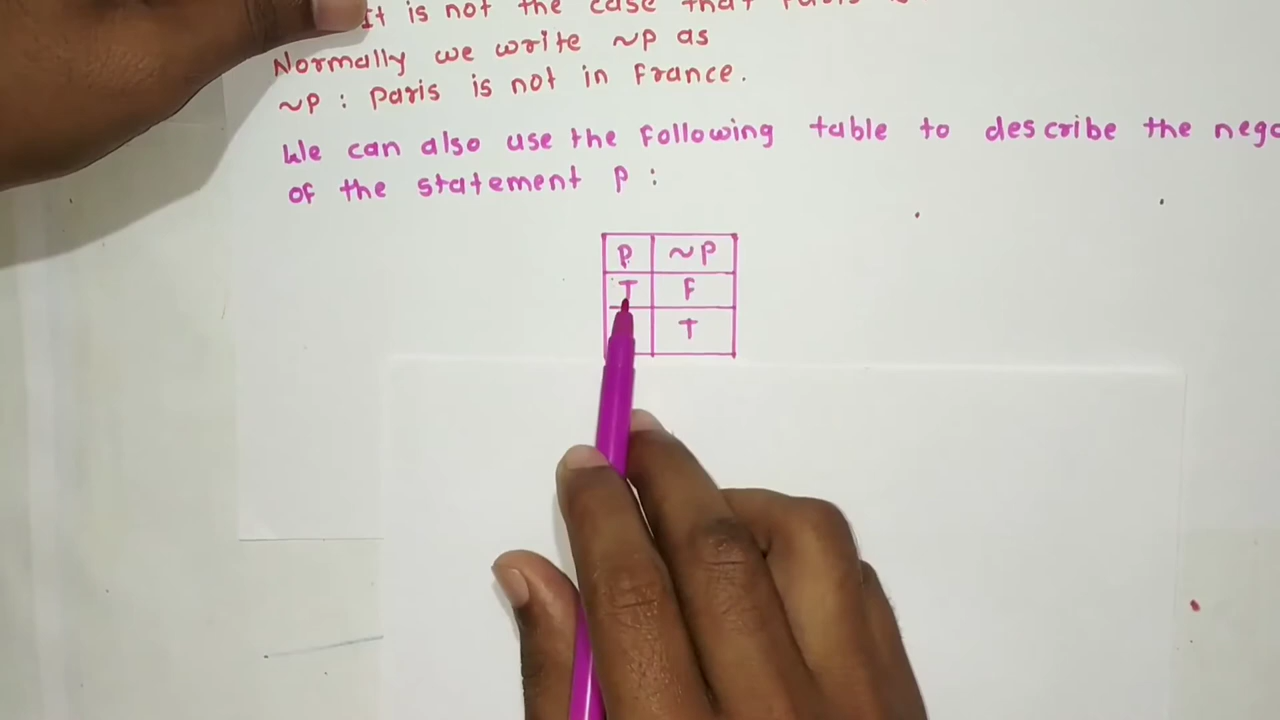 It is not the case that
Normally we write ~p as
~p : Paris is not in France.
We can also use the following table to describe the nega
of the statement p :
P ~P
T F
T